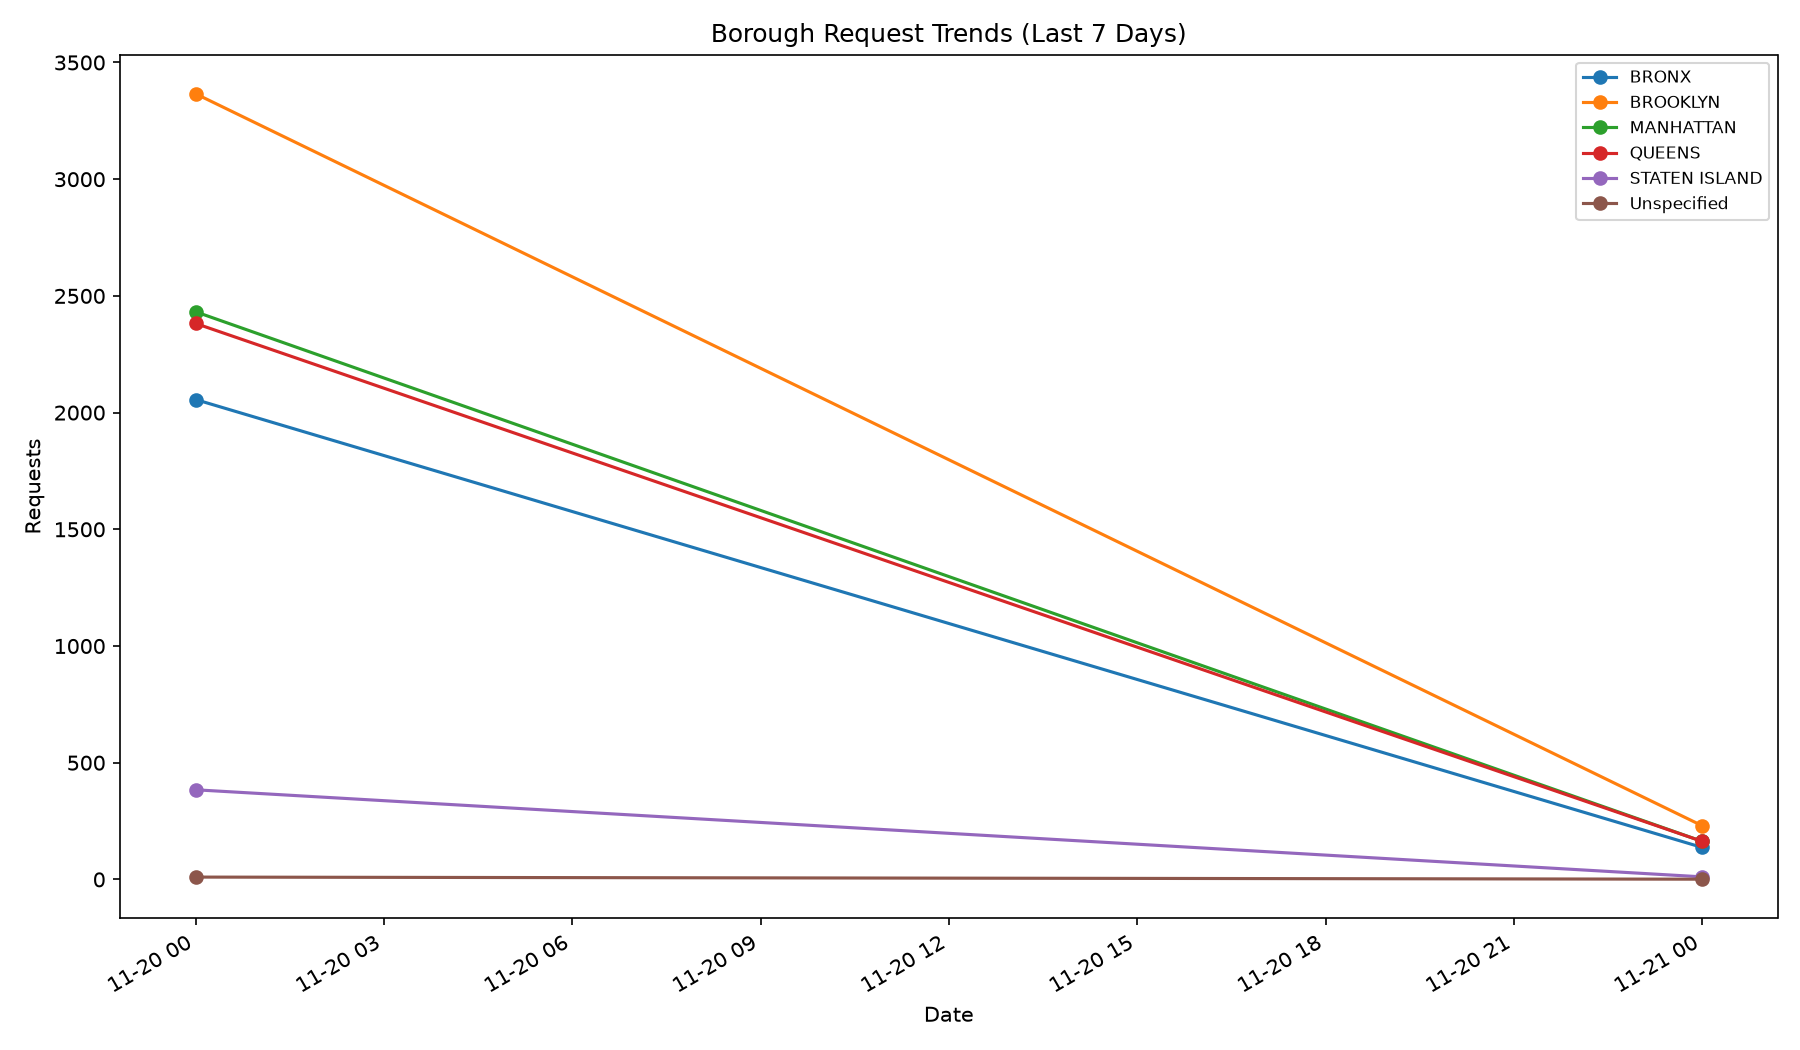 Borough Request Trends (Last 7 Days)
3500
3000
2500
2000
1500
1000
500
0
Requests
BRONX
BROOKLYN
MANHATTAN
QUEENS
STATEN ISLAND
Unspecified
11-20 00
11-20 03
11-20 06
11-20 09
11-20 12
11-20 15
11-20 18
11-20 21
11-21 00
Date